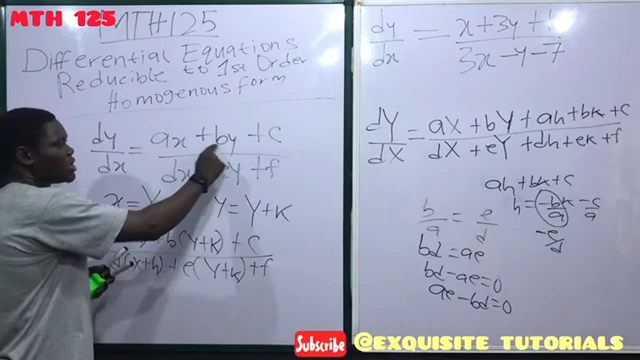 MTH 125
MTH 125
Differential Equations
Reducible to 1st Order
Homogenous form
dy/dx = ax + by + c / dx y + f
x = Y = Y + K
+ b(Y+K) + c
+ e(Y+K) + f
dy/dx = x + 3y + 1 / 3x - y - 7
dY/dX = aX + bY + ah + bk + c / dX + eY + dh + ek + f
ah + bk + c
h = -bk/a - c/a
-e/d
b/a = e/d
bd = ae
bd - ae = 0
ae - bd = 0
Subscribe @EXQUISITE TUTORIALS